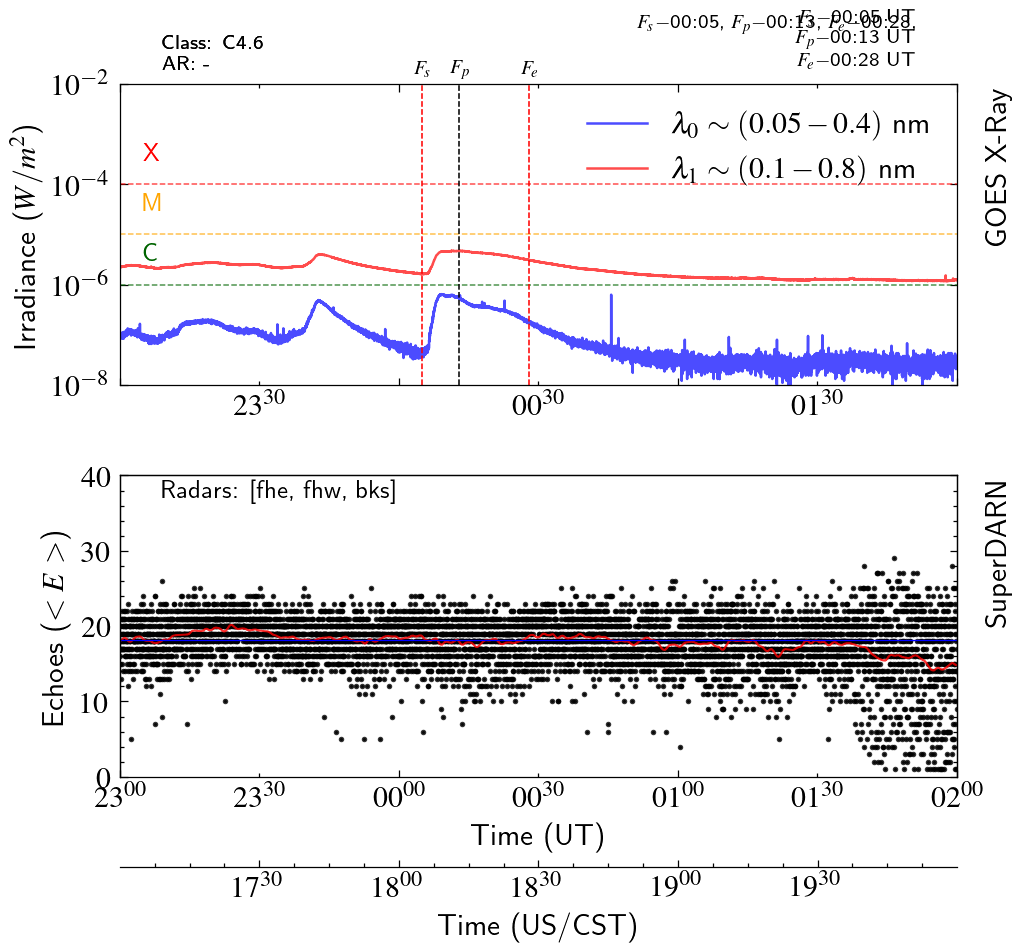 F_s−00:05, F_p−00:13, F_e−00:28
F_s−00:05 UT
F_p−00:13 UT
F_e−00:28 UT
Class: C4.6
AR: -
F_s F_p F_e
10^−2
10^−4
10^−6
10^−8
Irradiance (W/m^2)
X
M
C
λ_0 ∼ (0.05−0.4) nm
λ_1 ∼ (0.1−0.8) nm
GOES X-Ray
23^30 00^30 01^30
Radars: [fhe, fhw, bks]
40
30
20
10
0
Echoes (< E >)
SuperDARN
23^00 23^30 00^00 00^30 01^00 01^30 02^00
Time (UT)
17^30 18^00 18^30 19^00 19^30
Time (US/CST)